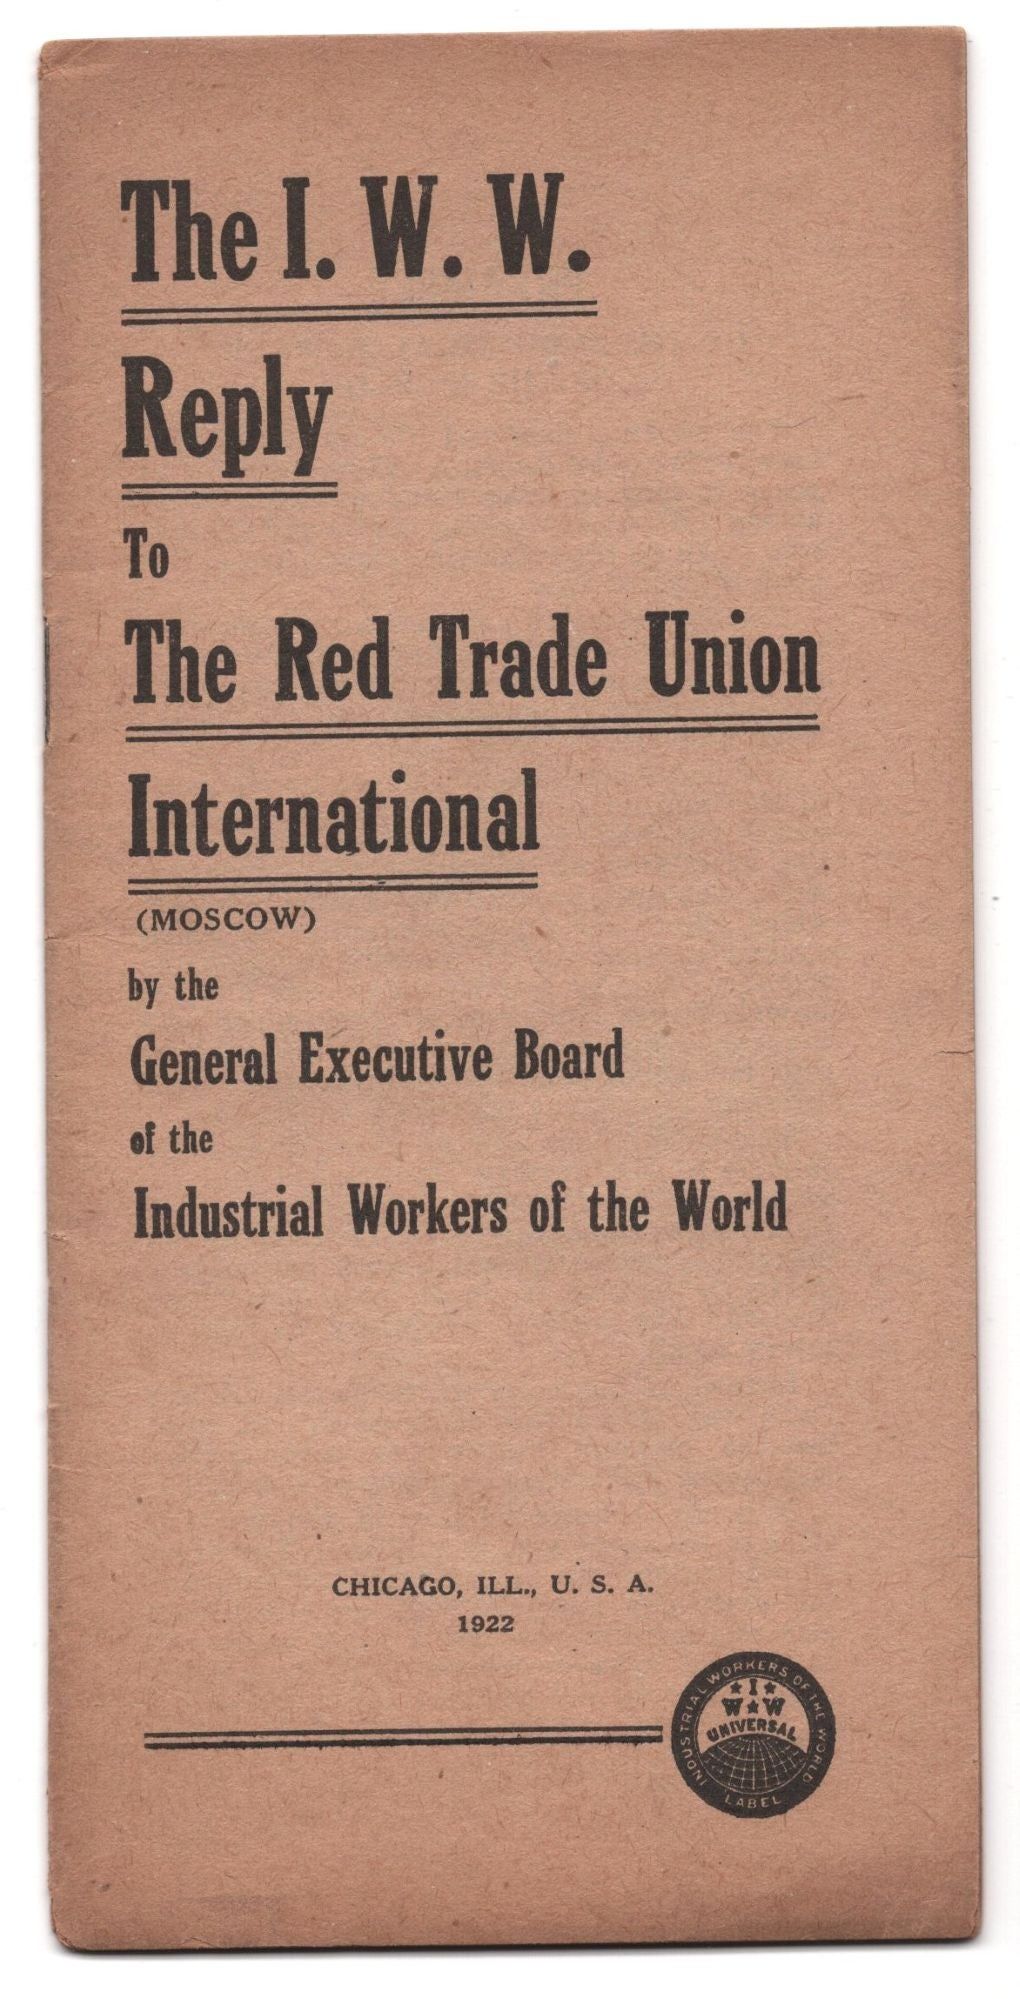 The I. W. W.
Reply
To
The Red Trade Union
International
(MOSCOW)
by the
General Executive Board
of the
Industrial Workers of the World
CHICAGO, ILL., U. S. A.
1922
INDUSTRIAL WORKERS OF THE WORLD
I
W W
UNIVERSAL
LABEL